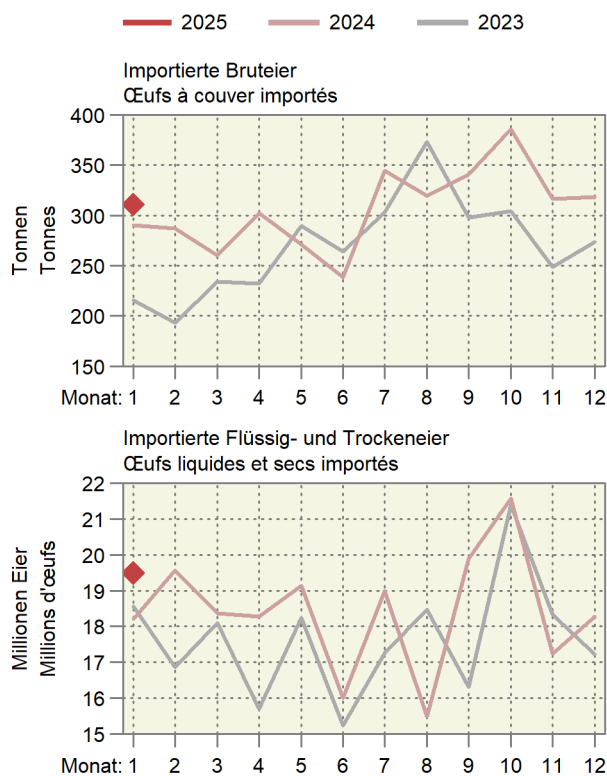 2025 2024 2023
Importierte Bruteier
Œufs à couver importés
Tonnen
Tonnes
400
350
300
250
200
150
Monat: 1 2 3 4 5 6 7 8 9 10 11 12
Importierte Flüssig- und Trockeneier
Œufs liquides et secs importés
Millionen Eier
Millions d'œufs
22
21
20
19
18
17
16
15
Monat: 1 2 3 4 5 6 7 8 9 10 11 12